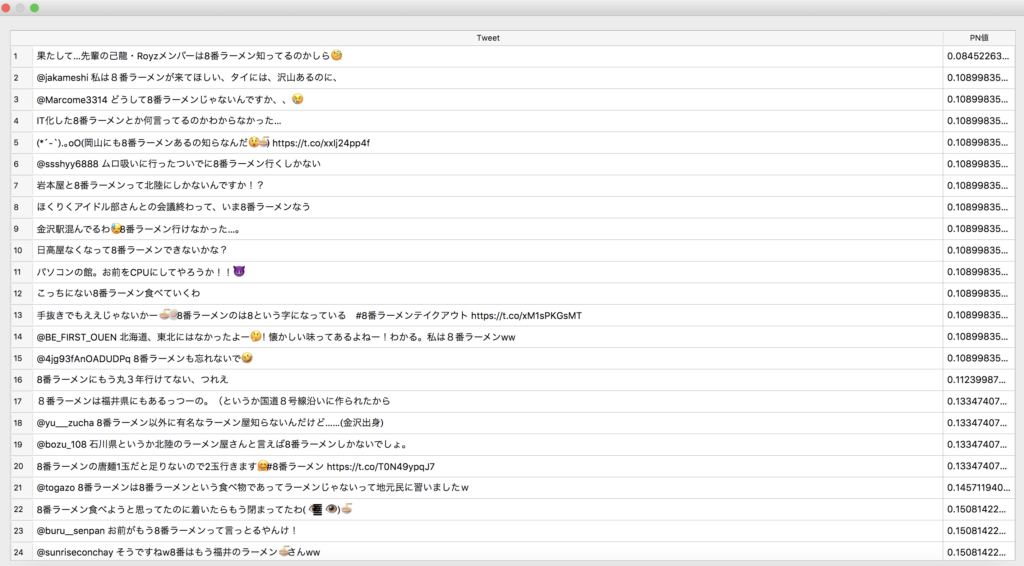 Tweet PN値
1 果たして…先輩の己龍・Royzメンバーは8番ラーメン知ってるのかしら🧐 0.08452263...
2 @jakameshi 私は８番ラーメンが来てほしい、タイには、沢山あるのに、 0.10899835...
3 @Marcome3314 どうして8番ラーメンじゃないんですか、、😢 0.10899835...
4 IT化した8番ラーメンとか何言ってるのかわからなかった… 0.10899835...
5 (*´-`).｡oO(岡山にも8番ラーメンあるの知らなんだ🤔🍜) https://t.co/xxlj24pp4f 0.10899835...
6 @ssshyy6888 ムロ吸いに行ったついでに8番ラーメン行くしかない 0.10899835...
7 岩本屋と8番ラーメンって北陸にしかないんですか！？ 0.10899835...
8 ほくりくアイドル部さんとの会議終わって、いま8番ラーメンなう 0.10899835...
9 金沢駅混んでるわ😓8番ラーメン行けなかった…。 0.10899835...
10 日高屋なくなって8番ラーメンできないかな？ 0.10899835...
11 パソコンの館。お前をCPUにしてやろうか！！😈 0.10899835...
12 こっちにない8番ラーメン食べていくわ 0.10899835...
13 手抜きでもええじゃないかー🍜🍥8番ラーメンのは8という字になっている　#8番ラーメンテイクアウト https://t.co/xM1sPKGsMT 0.10899835...
14 @BE_FIRST_OUEN 北海道、東北にはなかったよー🤔！懐かしい味ってあるよねー！わかる。私は８番ラーメンww 0.10899835...
15 @4jg93fAnOADUDPq 8番ラーメンも忘れないで🤣 0.10899835...
16 8番ラーメンにもう丸３年行けてない、つれえ 0.11239987...
17 ８番ラーメンは福井県にもあるっつーの。（というか国道８号線沿いに作られたから 0.13347407...
18 @yu___zucha 8番ラーメン以外に有名なラーメン屋知らないんだけど……(金沢出身) 0.13347407...
19 @bozu_108 石川県というか北陸のラーメン屋さんと言えば8番ラーメンしかないでしょ。 0.13347407...
20 8番ラーメンの唐麺1玉だと足りないので2玉行きます🤗#8番ラーメン https://t.co/T0N49ypqJ7 0.13347407...
21 @togazo 8番ラーメンは8番ラーメンという食べ物であってラーメンじゃないって地元民に習いましたｗ 0.145711940...
22 8番ラーメン食べようと思ってたのに着いたらもう閉まってたわ( 👁 👁)🍜 0.15081422...
23 @buru__senpan お前がもう8番ラーメンって言っとるやんけ！ 0.15081422...
24 @sunriseconchay そうですねw8番はもう福井のラーメン🍜さんww 0.15081422...